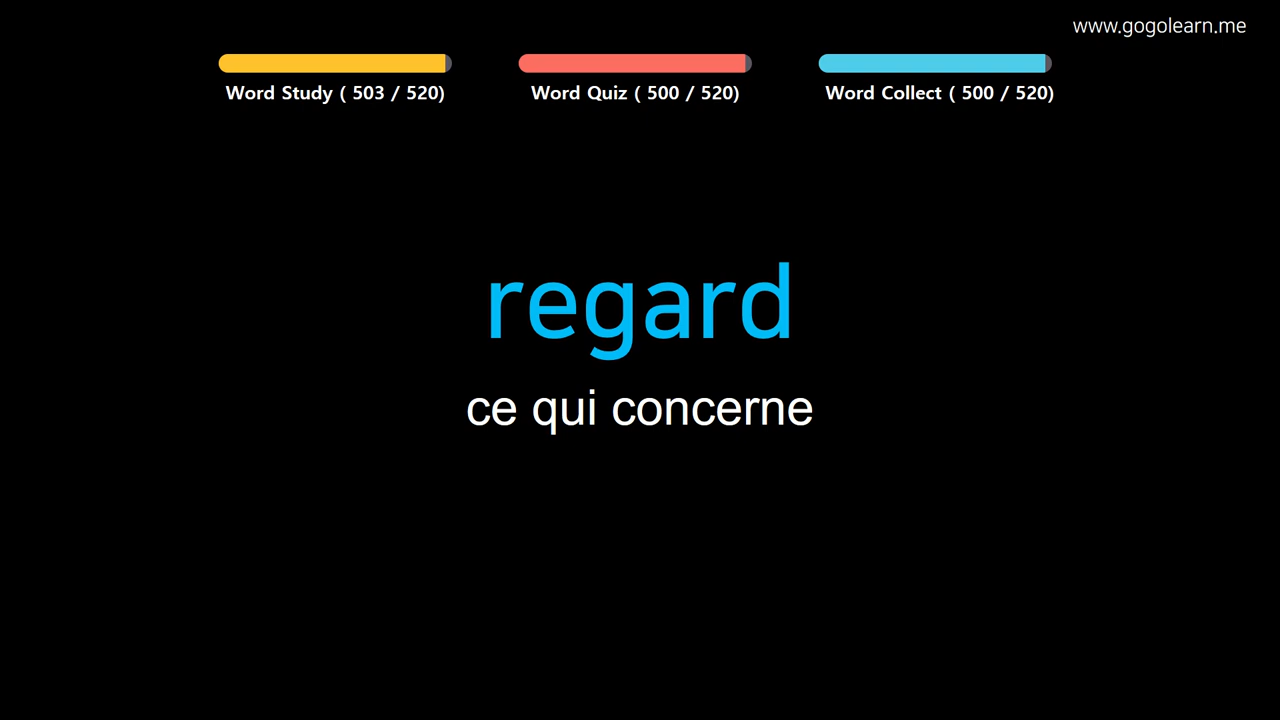 www.gogolearn.me
Word Study ( 503 / 520)
Word Quiz ( 500 / 520)
Word Collect ( 500 / 520)
regard
ce qui concerne